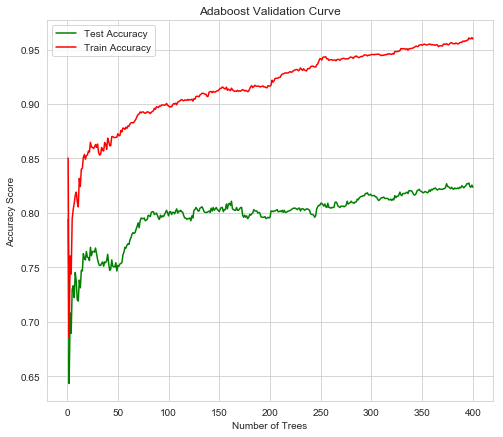 Adaboost Validation Curve
Test Accuracy
Train Accuracy
Accuracy Score
0.95
0.90
0.85
0.80
0.75
0.70
0.65
0 50 100 150 200 250 300 350 400
Number of Trees